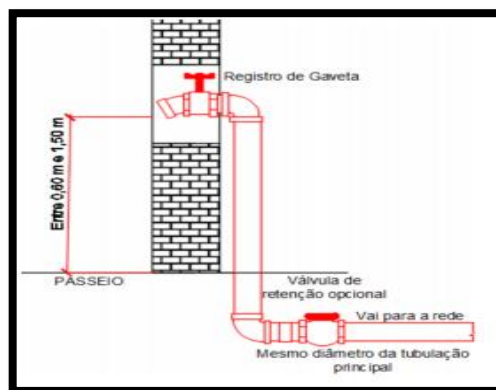 Registro de Gaveta
Entre 0,60 m e 1,50 m
PASSEIO
Válvula de
retenção opcional
Vai para a rede
Mesmo diâmetro da tubulação
principal